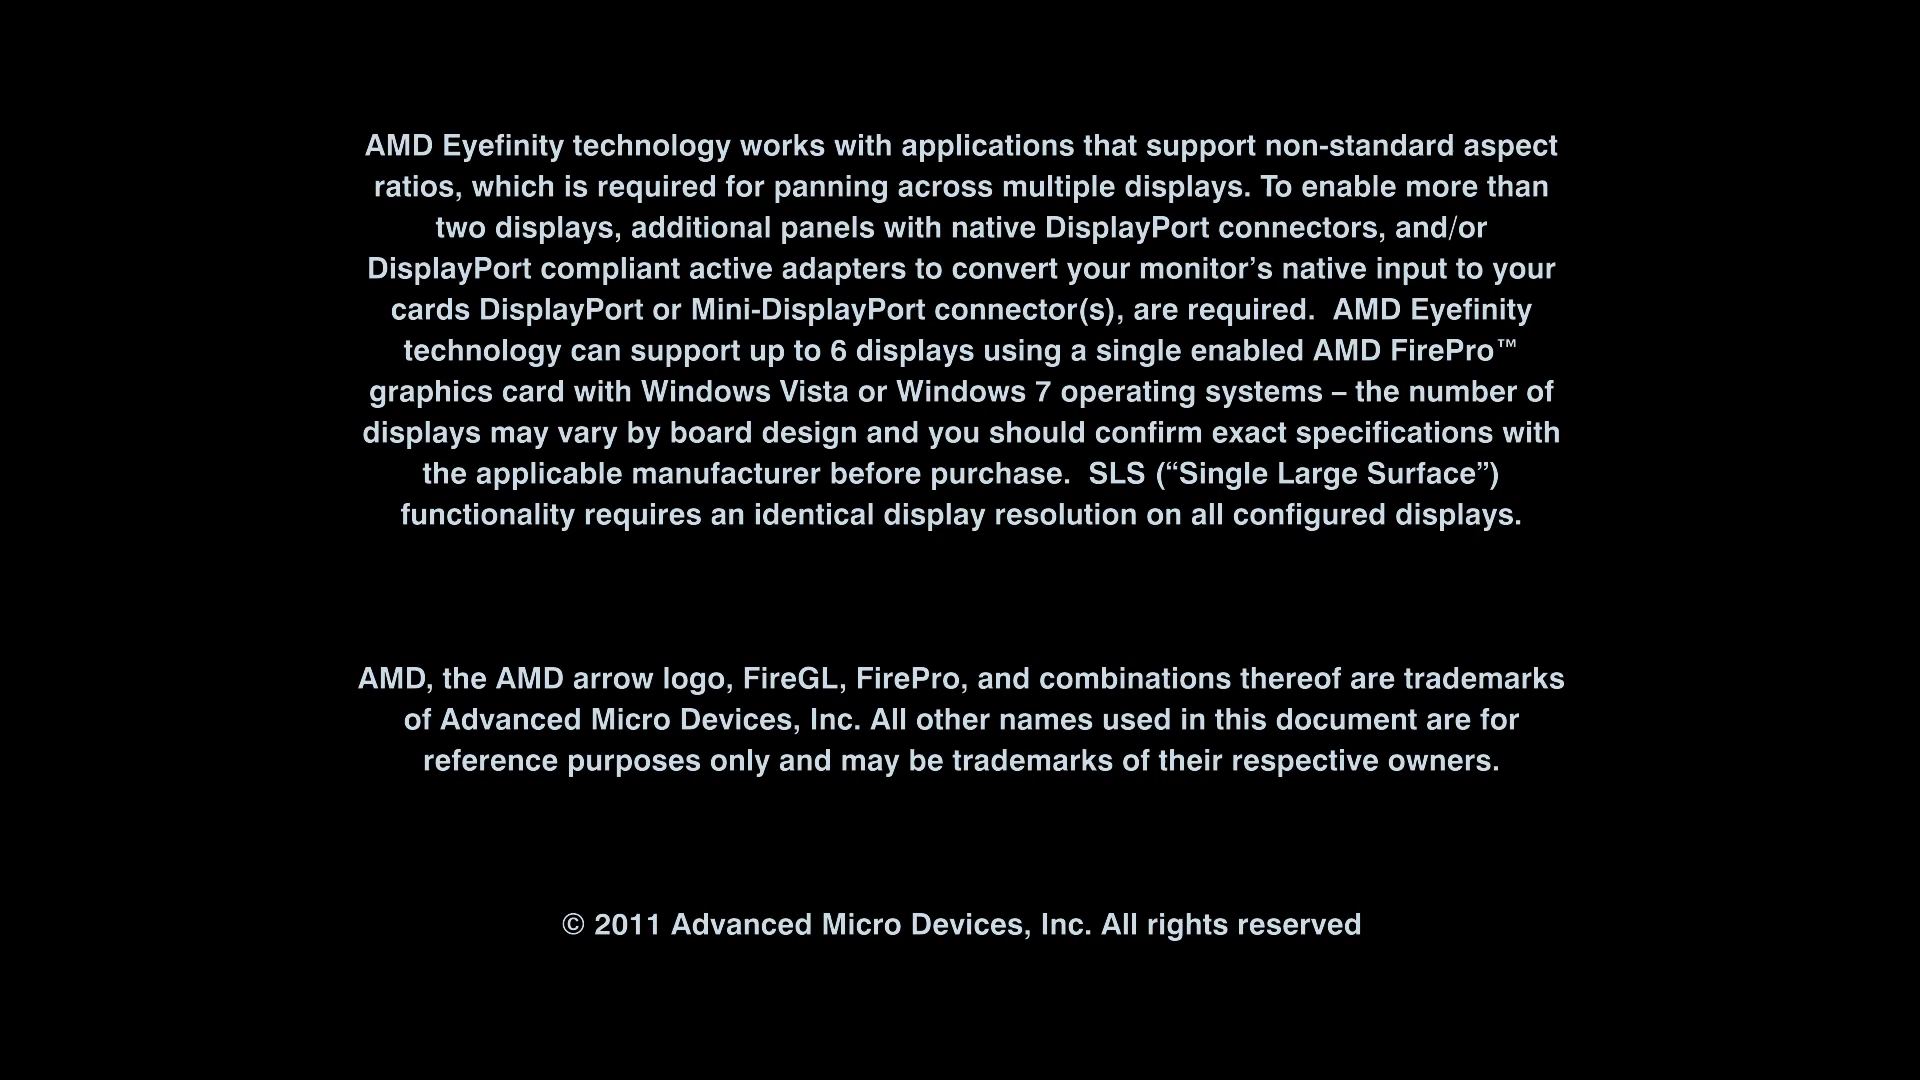 AMD Eyefinity technology works with applications that support non-standard aspect
ratios, which is required for panning across multiple displays. To enable more than
two displays, additional panels with native DisplayPort connectors, and/or
DisplayPort compliant active adapters to convert your monitor’s native input to your
cards DisplayPort or Mini-DisplayPort connector(s), are required.  AMD Eyefinity
technology can support up to 6 displays using a single enabled AMD FirePro™
graphics card with Windows Vista or Windows 7 operating systems – the number of
displays may vary by board design and you should confirm exact specifications with
the applicable manufacturer before purchase.  SLS (“Single Large Surface”)
functionality requires an identical display resolution on all configured displays.
AMD, the AMD arrow logo, FireGL, FirePro, and combinations thereof are trademarks
of Advanced Micro Devices, Inc. All other names used in this document are for
reference purposes only and may be trademarks of their respective owners.
© 2011 Advanced Micro Devices, Inc. All rights reserved